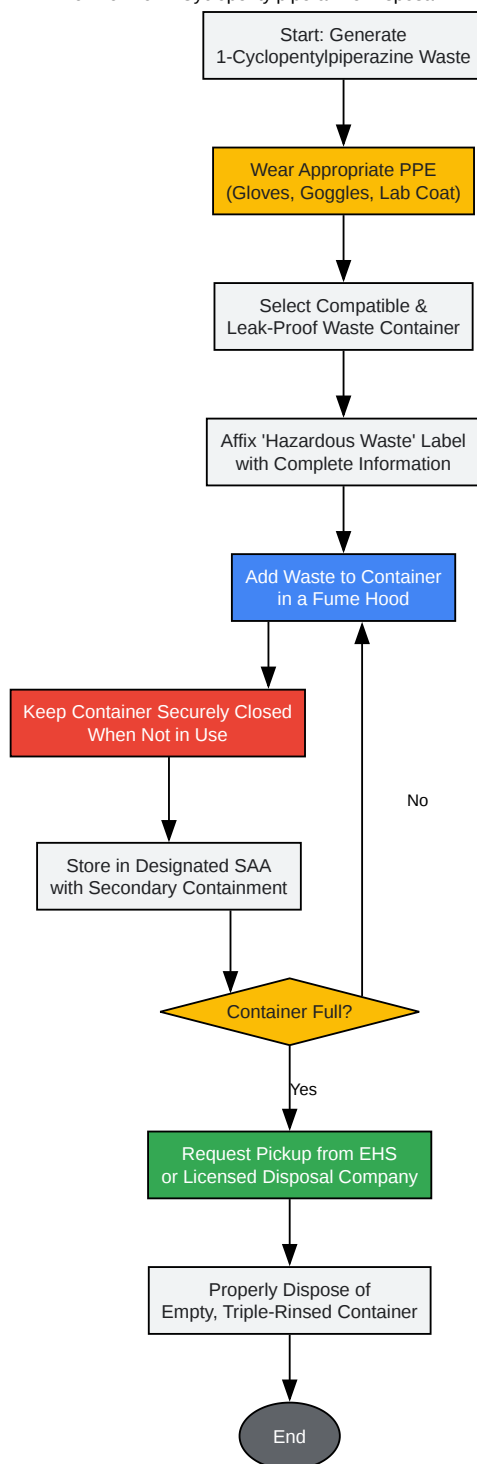 Start: Generate
1-Cyclopentylpiperazine Waste
Wear Appropriate PPE
(Gloves, Goggles, Lab Coat)
Select Compatible &
Leak-Proof Waste Container
Affix 'Hazardous Waste' Label
with Complete Information
Add Waste to Container
in a Fume Hood
Keep Container Securely Closed
When Not in Use
No
Store in Designated SAA
with Secondary Containment
Container Full?
Yes
Request Pickup from EHS
or Licensed Disposal Company
Properly Dispose of
Empty, Triple-Rinsed Container
End